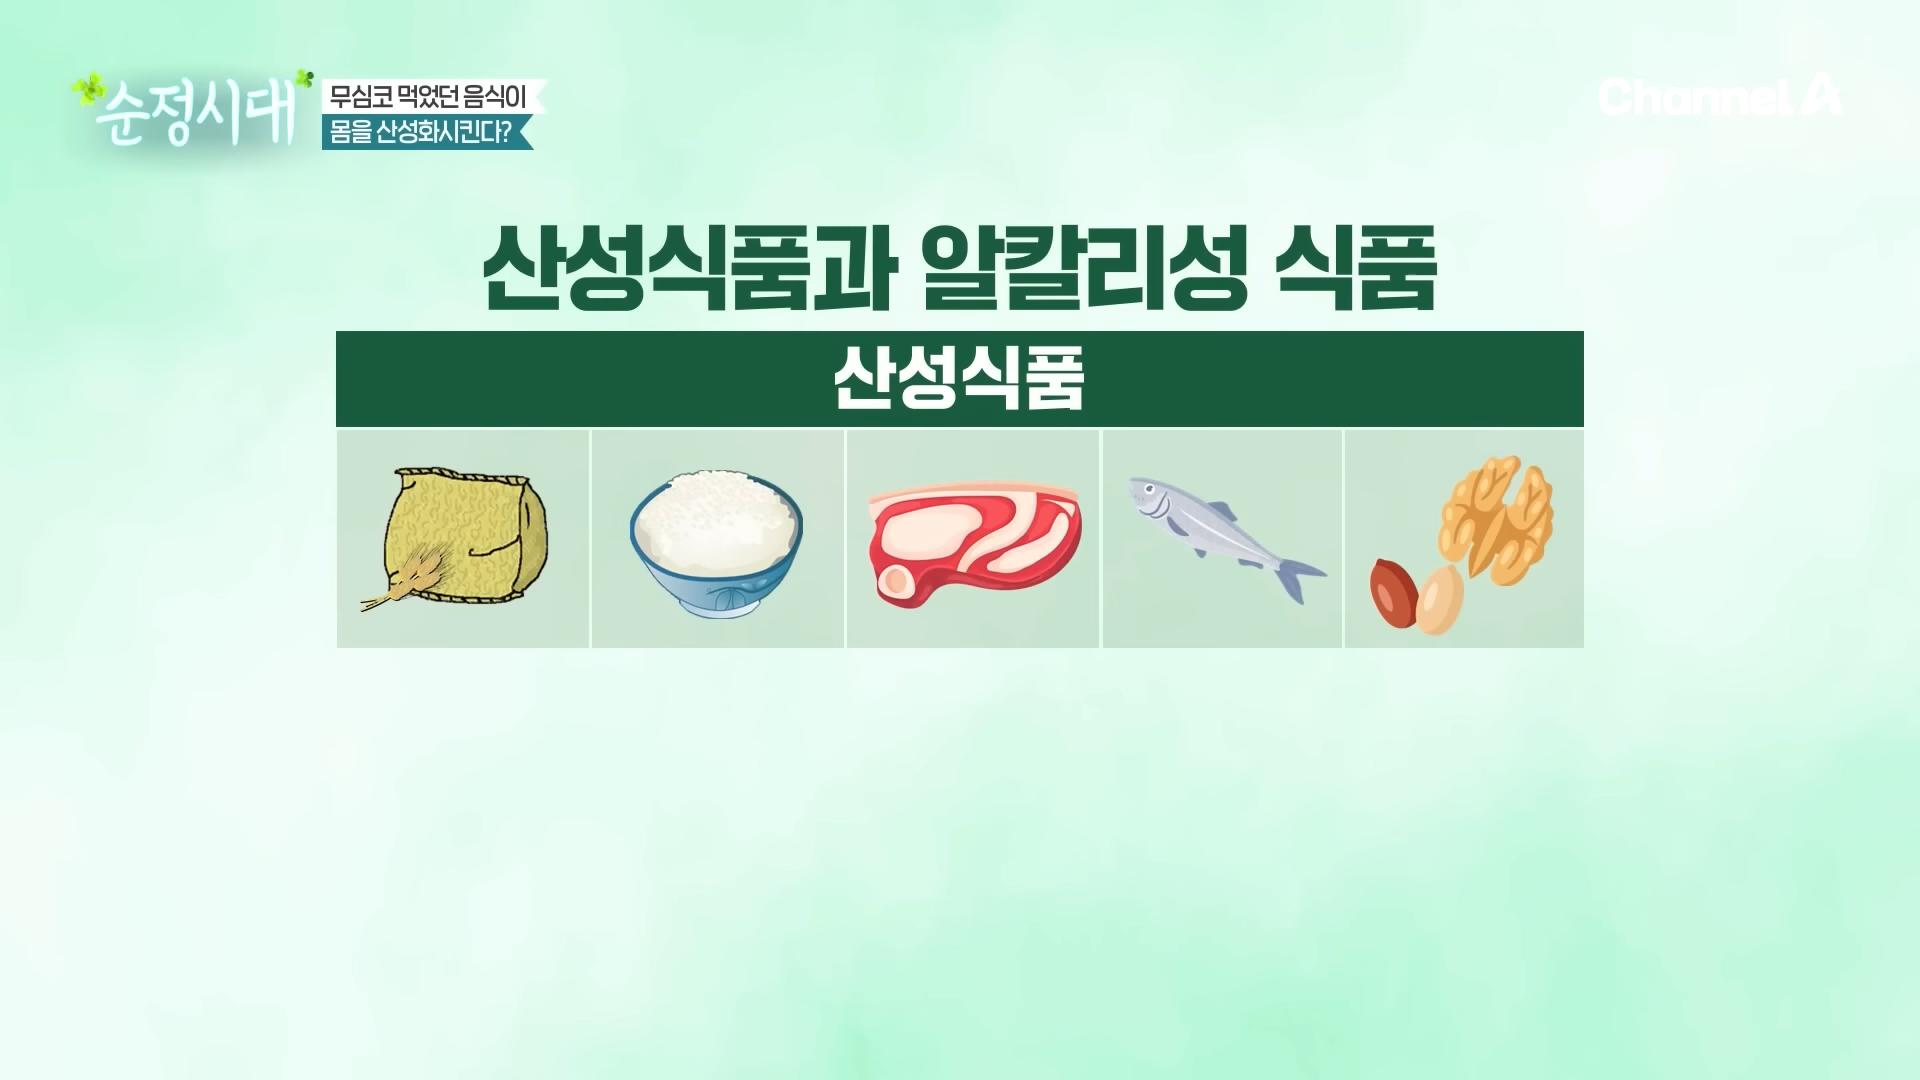 순정시대
무심코 먹었던 음식이
몸을 산성화시킨다?
Channel A
산성식품과 알칼리성 식품
산성식품